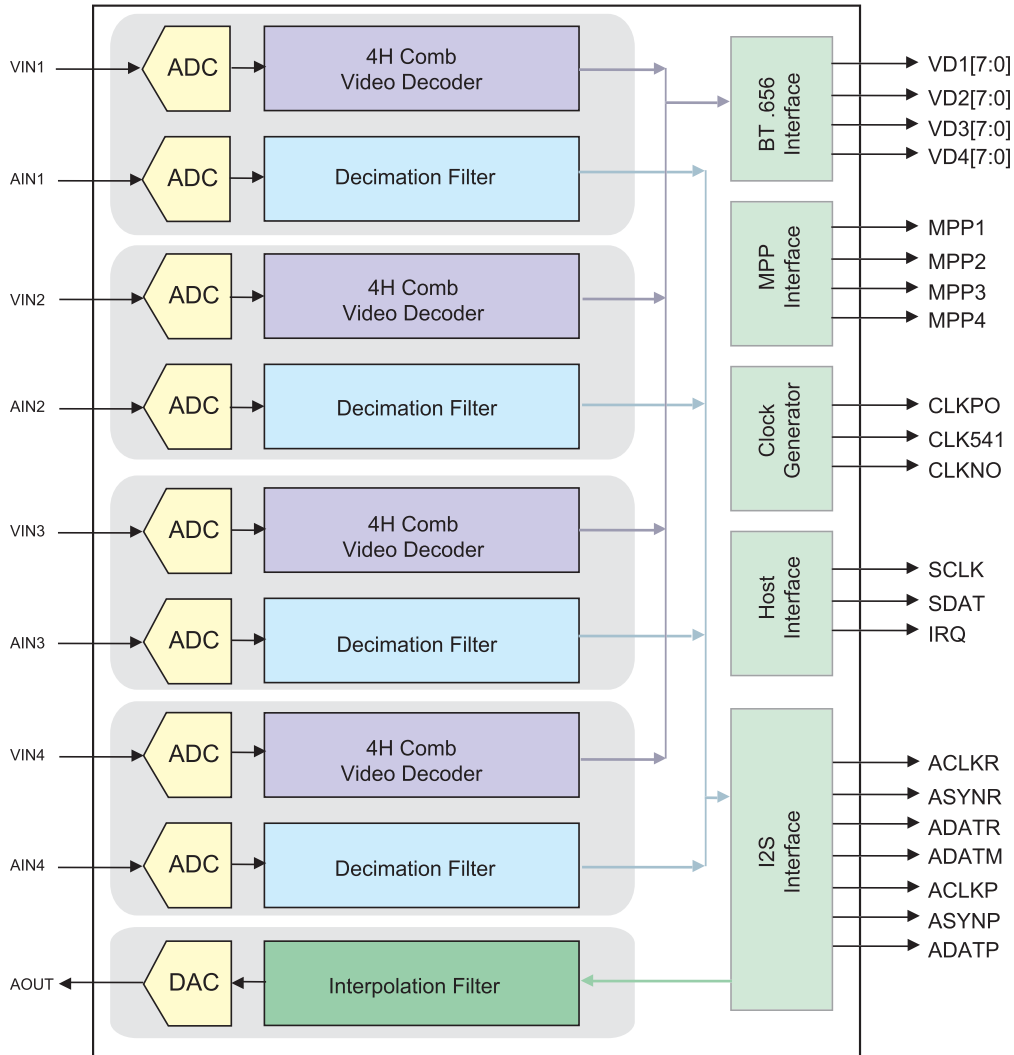 VIN1
ADC
4H Comb
Video Decoder
AIN1
ADC
Decimation Filter
VIN2
ADC
4H Comb
Video Decoder
AIN2
ADC
Decimation Filter
VIN3
ADC
4H Comb
Video Decoder
AIN3
ADC
Decimation Filter
VIN4
ADC
4H Comb
Video Decoder
AIN4
ADC
Decimation Filter
AOUT
DAC
Interpolation Filter
BT .656
Interface
VD1[7:0]
VD2[7:0]
VD3[7:0]
VD4[7:0]
MPP
Interface
MPP1
MPP2
MPP3
MPP4
Clock
Generator
CLKPO
CLK541
CLKNO
Host
Interface
SCLK
SDAT
IRQ
I2S
Interface
ACLKR
ASYNR
ADATR
ADATM
ACLKP
ASYNP
ADATP